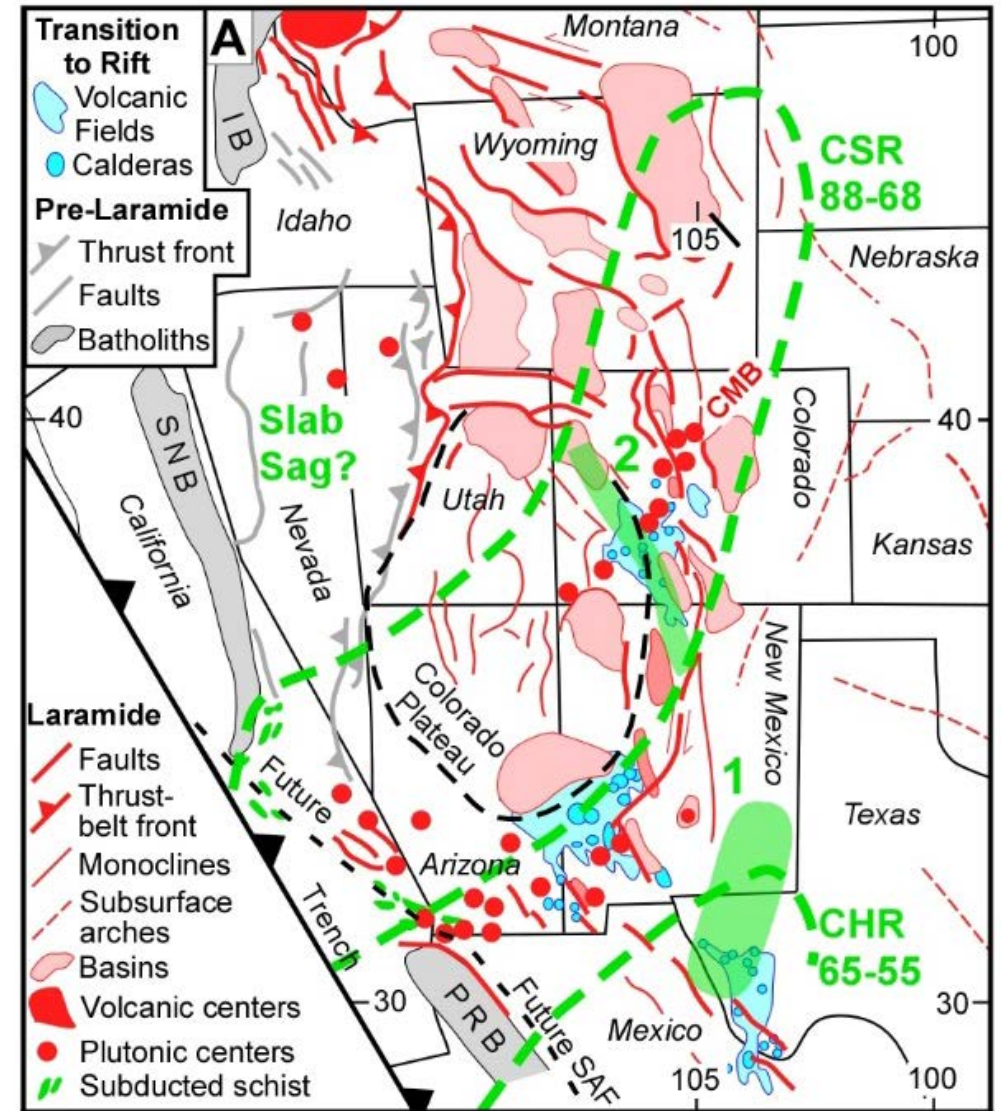 A
Transition
to Rift
Volcanic
Fields
Calderas
Pre-Laramide
Thrust front
Faults
Batholiths
Laramide
Faults
Thrust-
belt front
Monoclines
Subsurface
arches
Basins
Volcanic centers
Plutonic centers
Subducted schist
IB
Montana
100
Wyoming
CSR
88-68
Idaho
105
Nebraska
40
SNB
Slab
Sag?
CMB
Colorado
40
2
Utah
California
Nevada
Kansas
Colorado
Plateau
New Mexico
1
Future
Texas
Arizona
Trench
CHR
65-55
30
PRB
Future SAF
Mexico
30
105
100